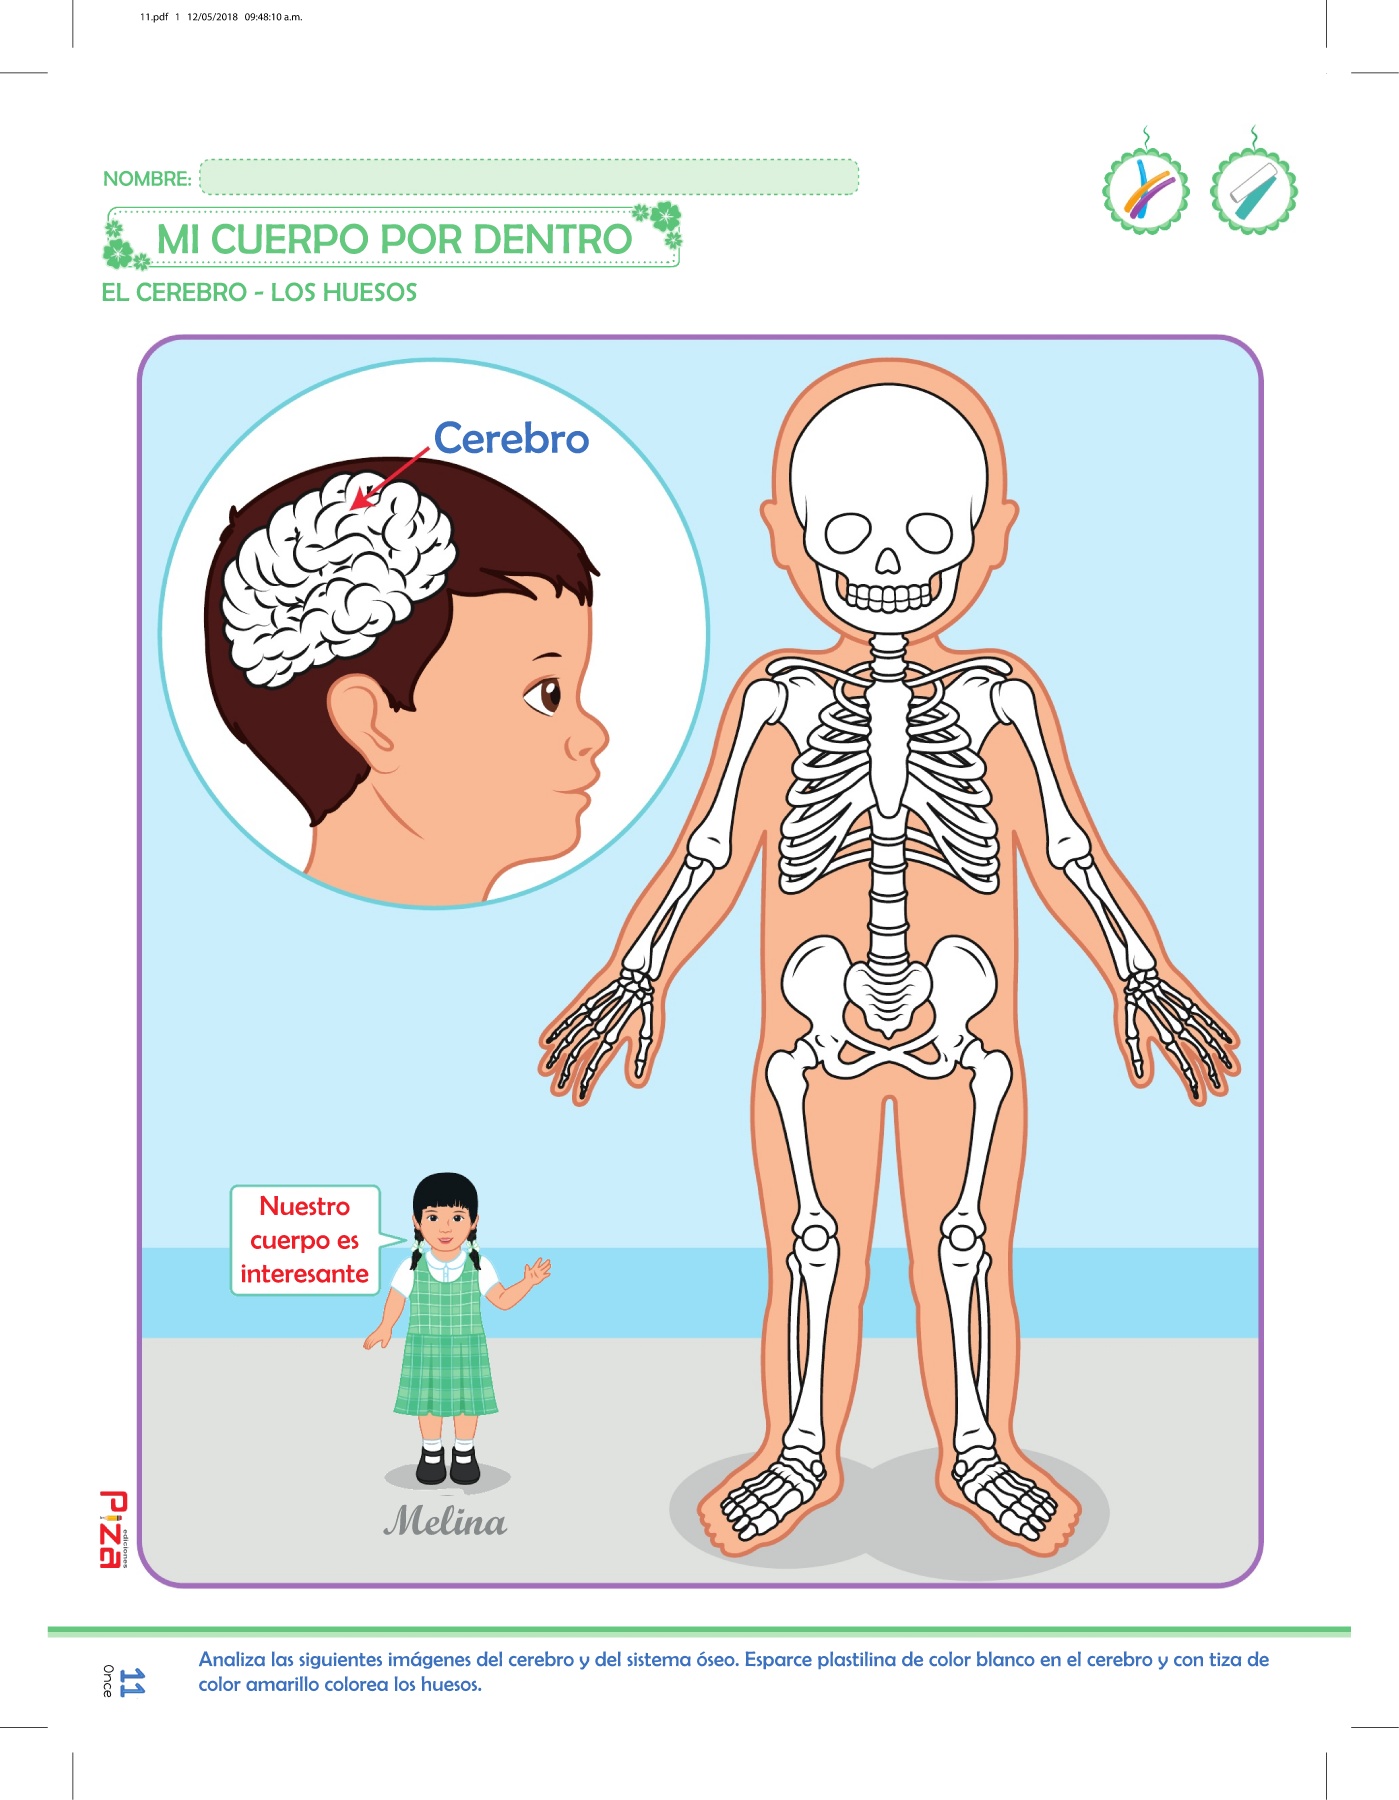 11.pdf 1 12/05/2018 09:48:10 a.m.
NOMBRE:
MI CUERPO POR DENTRO
EL CEREBRO - LOS HUESOS
Cerebro
Nuestro
cuerpo es
interesante
Melina
Piza
ediciones
11
Once
Analiza las siguientes imágenes del cerebro y del sistema óseo. Esparce plastilina de color blanco en el cerebro y con tiza de
color amarillo colorea los huesos.